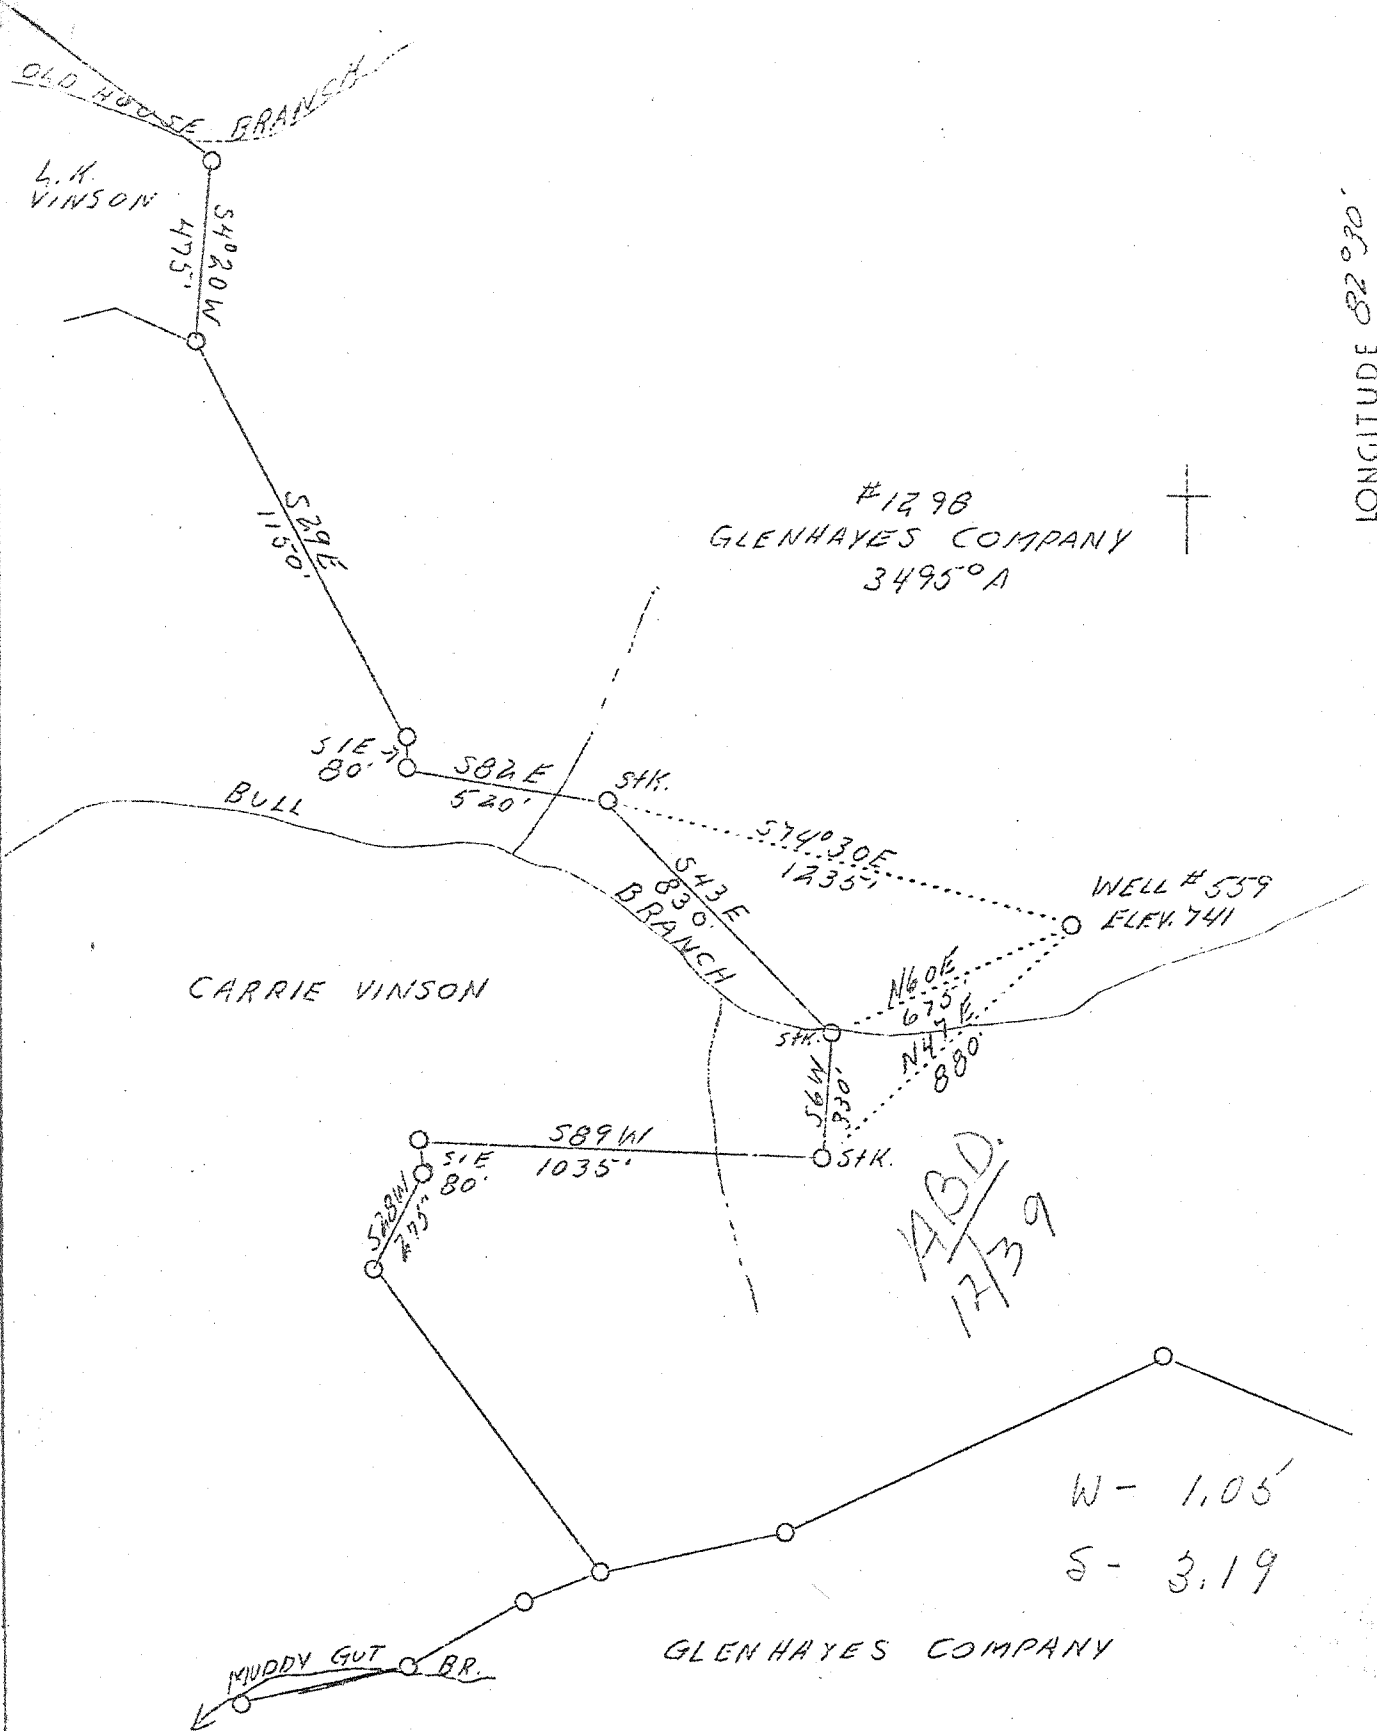 OLD HOUSE BRANCH
L.K.
VINSON
S4°20W
475'
LONGITUDE 82°30'
S29E
1150'
#1298
GLENHAYES COMPANY
3495°A
S1E
80'
S82E
520'
StK.
BULL
BRANCH
S74°30E
1235'
S43E
830'
WELL #559
ELEV. 741
CARRIE VINSON
N60E
675'
N47E
880'
StK.
S6W
330'
S89W
1035'
StK.
S1E
80'
S28W
275'
ABD.
12/39
W - 1.05
S - 3.19
GLENHAYES COMPANY
MUDDY GUT BR.